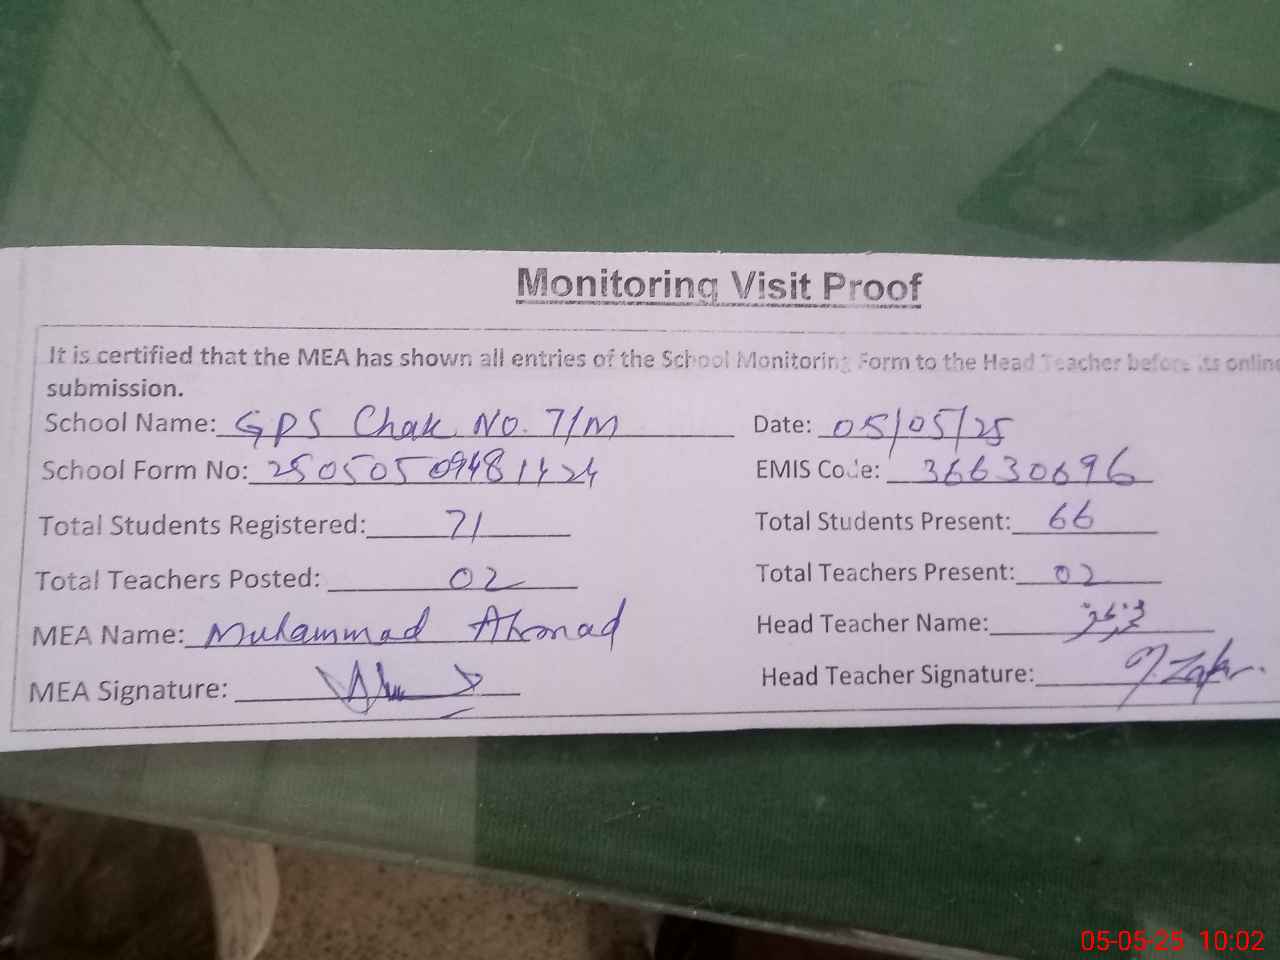 Monitoring Visit Proof
It is certified that the MEA has shown all entries of the School Monitoring Form to the Head Teacher before its online
submission.
School Name: GPS Chak No. 7/M Date: 05/05/25
School Form No: 25050509481424 EMIS Code: 36630696
Total Students Registered: 71 Total Students Present: 66
Total Teachers Posted: 02 Total Teachers Present: 02
MEA Name: Muhammad Ahmad Head Teacher Name:
MEA Signature: Head Teacher Signature: M. Zafar
05-05-25 10:02